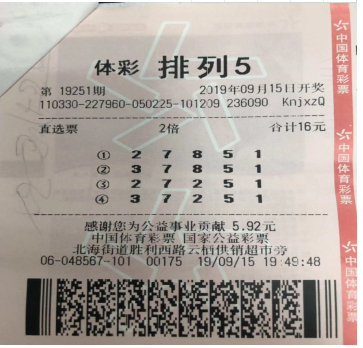 体彩 排列5
第 19251期 2019年09月15日开奖
110330-227960-050225-101209 236090 KnjxzQ
直选票 2倍 合计16元
① 2 7 8 5 1
② 3 7 8 5 1
③ 2 7 2 5 1
④ 3 7 2 5 1
感谢您为公益事业贡献 5.92元
中国体育彩票 国家公益彩票
北海街道胜利西路云栖供销超市旁
06-048567-101 00175 19/09/15 19:49:48
中国体育彩票
中国体育彩票
中国体育彩票